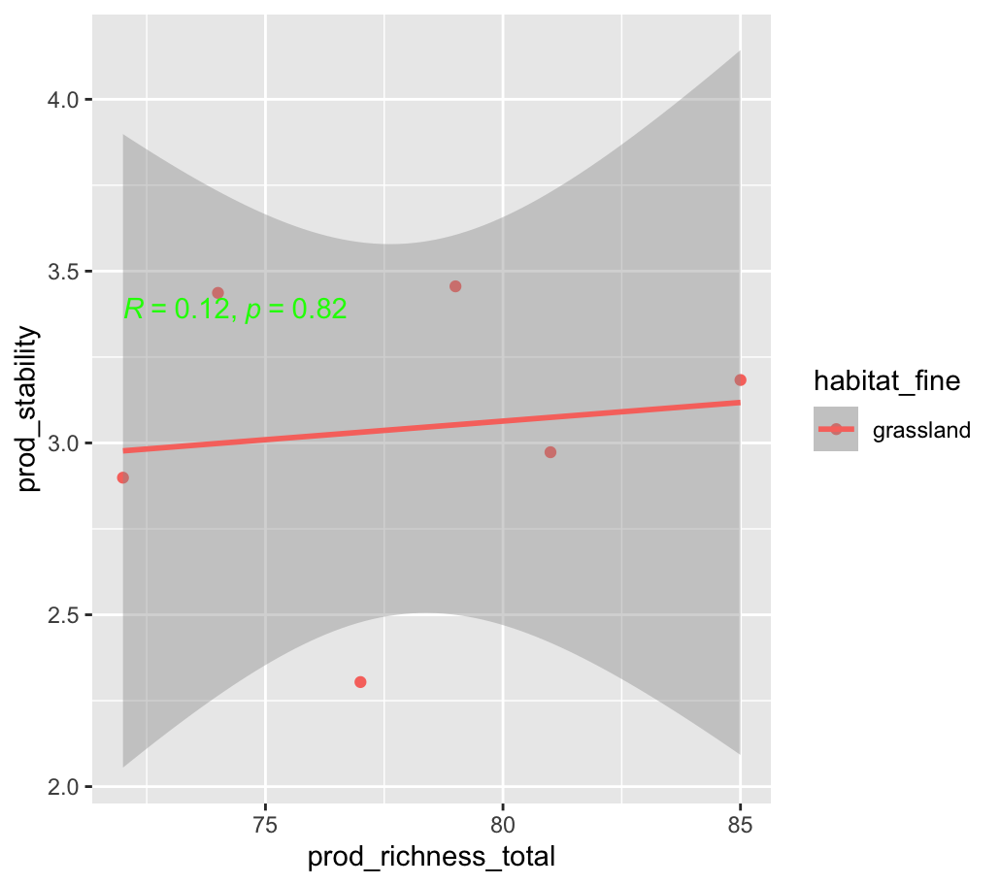 4.0
3.5
3.0
2.5
2.0
prod_stability
R = 0.12, p = 0.82
75 80 85
prod_richness_total
habitat_fine
grassland